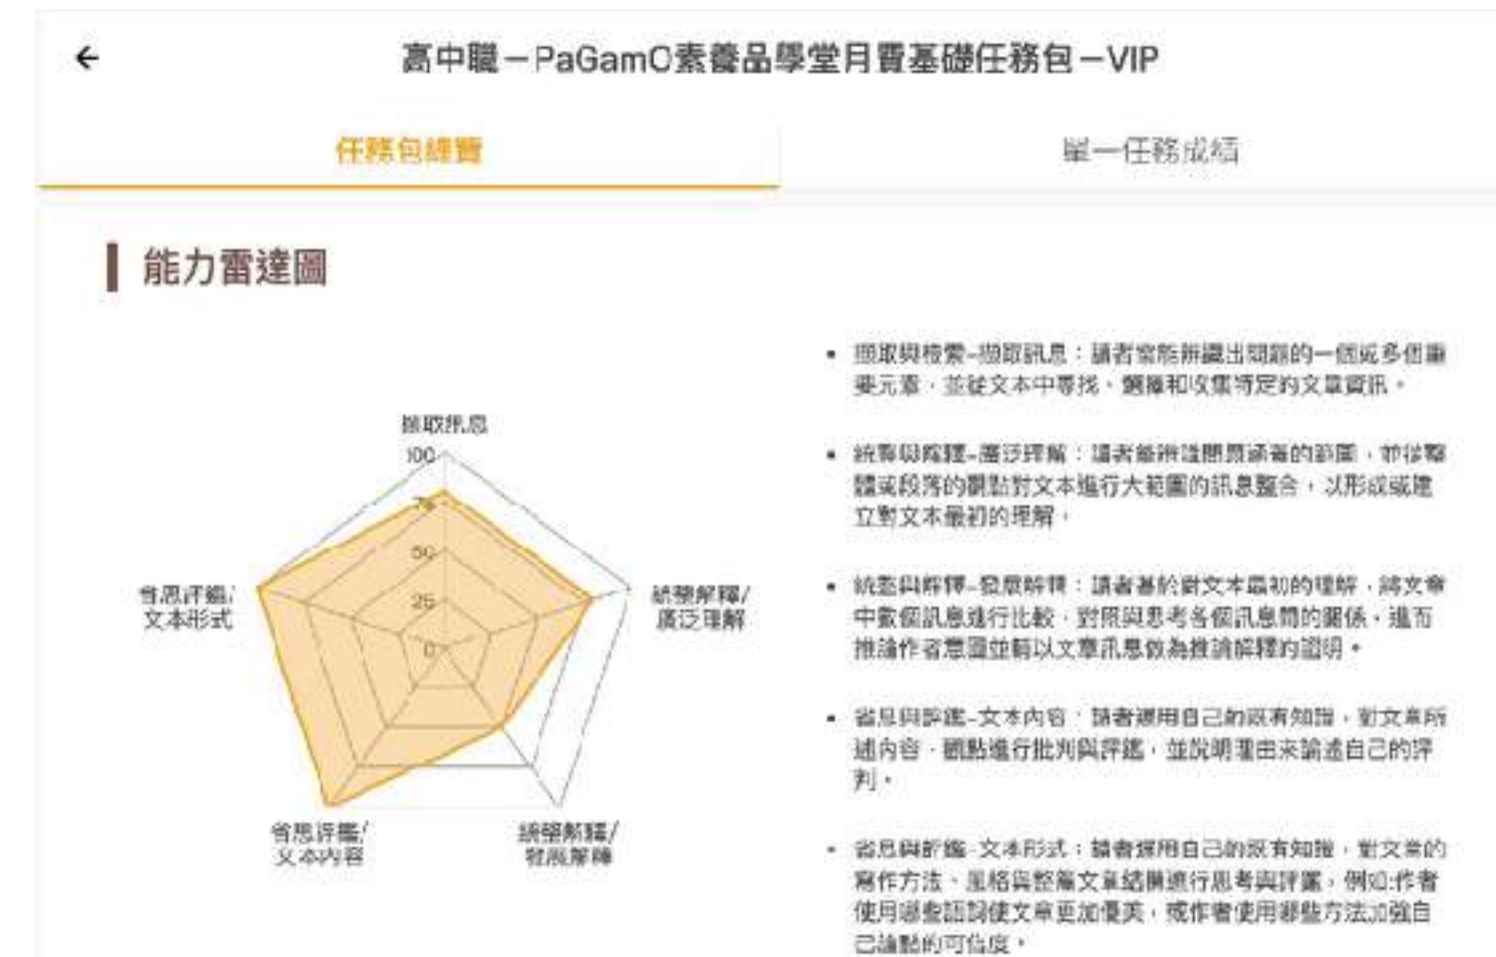 高中職－PaGamO素養品學堂月費基礎任務包－VIP
任務包總覽
單一任務成績
能力雷達圖
擷取訊息
100
75
50
25
0
統整解釋/
廣泛理解
統整解釋/
發展解釋
省思評鑑/
文本內容
省思評鑑/
文本形式
• 擷取與檢索–擷取訊息：讀者需能辨識出問題的一個或多個重
要元素，並從文本中尋找、選擇和收集特定的文章資訊。
• 統整與解釋–廣泛理解：讀者能辨識問題涵蓋的範圍，並從整
體或段落的觀點對文本進行大範圍的訊息整合，以形成或建
立對文本最初的理解。
• 統整與解釋–發展解釋：讀者基於對文本最初的理解，將文章
中數個訊息進行比較，對照與思考各個訊息間的關係，進而
推論作者意圖並輔以文章訊息做為推論解釋的證明。
• 省思與評鑑–文本內容：讀者運用自己的既有知識，對文章所
述內容、觀點進行批判與評鑑，並說明理由來論述自己的評
判。
• 省思與評鑑–文本形式：讀者運用自己的既有知識，對文章的
寫作方法、風格與整篇文章結構進行思考與評鑑，例如:作者
使用哪些語詞使文章更加優美，或作者使用哪些方法加強自
己論點的可信度。